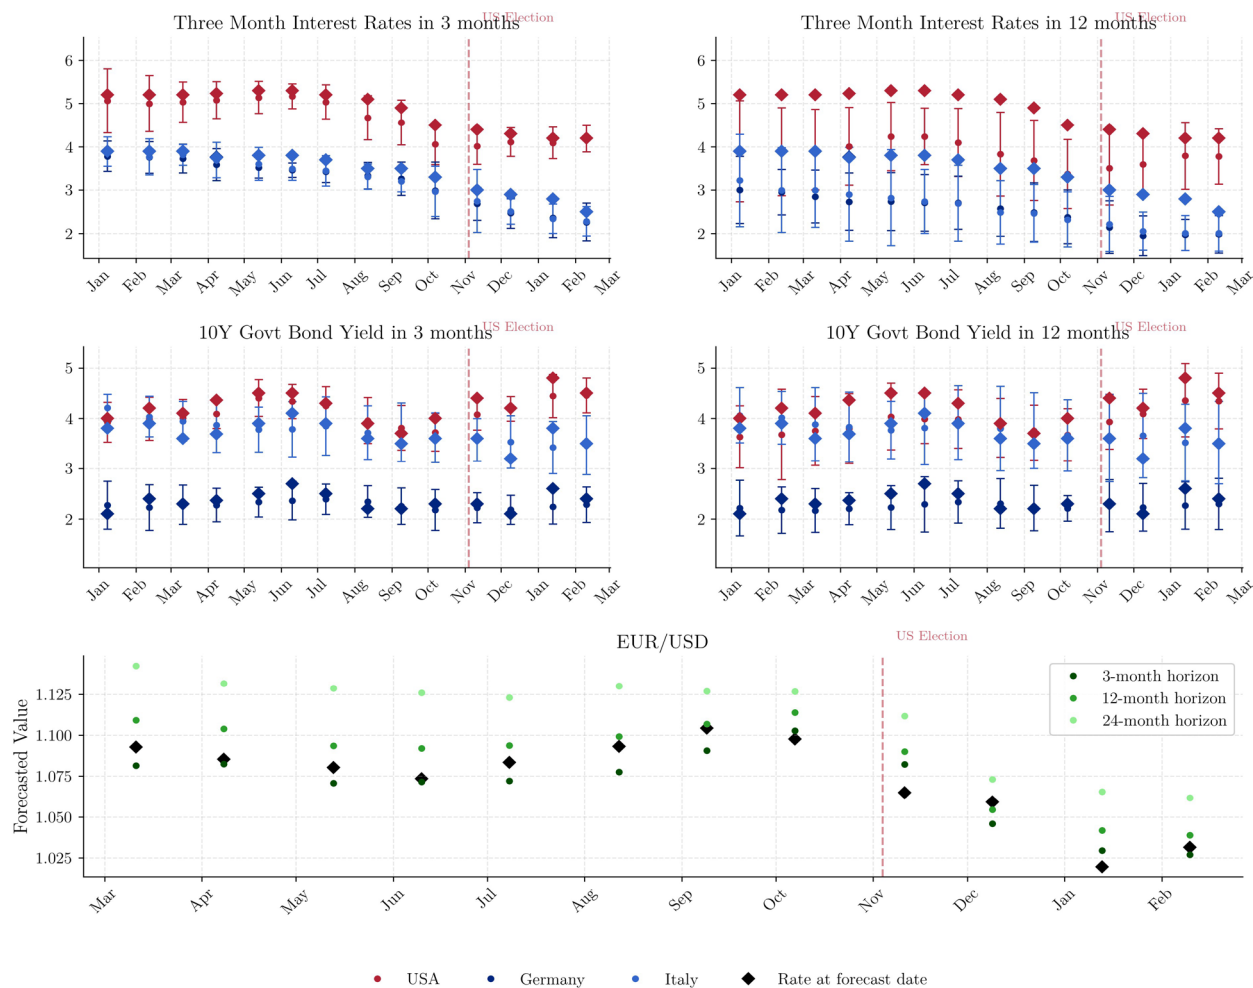 Three Month Interest Rates in 3 months
US Election
6
5
4
3
2
Jan Feb Mar Apr May Jun Jul Aug Sep Oct Nov Dec Jan Feb Mar
Three Month Interest Rates in 12 months
US Election
6
5
4
3
2
Jan Feb Mar Apr May Jun Jul Aug Sep Oct Nov Dec Jan Feb Mar
10Y Govt Bond Yield in 3 months
US Election
5
4
3
2
Jan Feb Mar Apr May Jun Jul Aug Sep Oct Nov Dec Jan Feb Mar
10Y Govt Bond Yield in 12 months
US Election
5
4
3
2
Jan Feb Mar Apr May Jun Jul Aug Sep Oct Nov Dec Jan Feb Mar
EUR/USD
US Election
Forecasted Value
1.125
1.100
1.075
1.050
1.025
3-month horizon
12-month horizon
24-month horizon
Mar Apr May Jun Jul Aug Sep Oct Nov Dec Jan Feb
USA Germany Italy Rate at forecast date